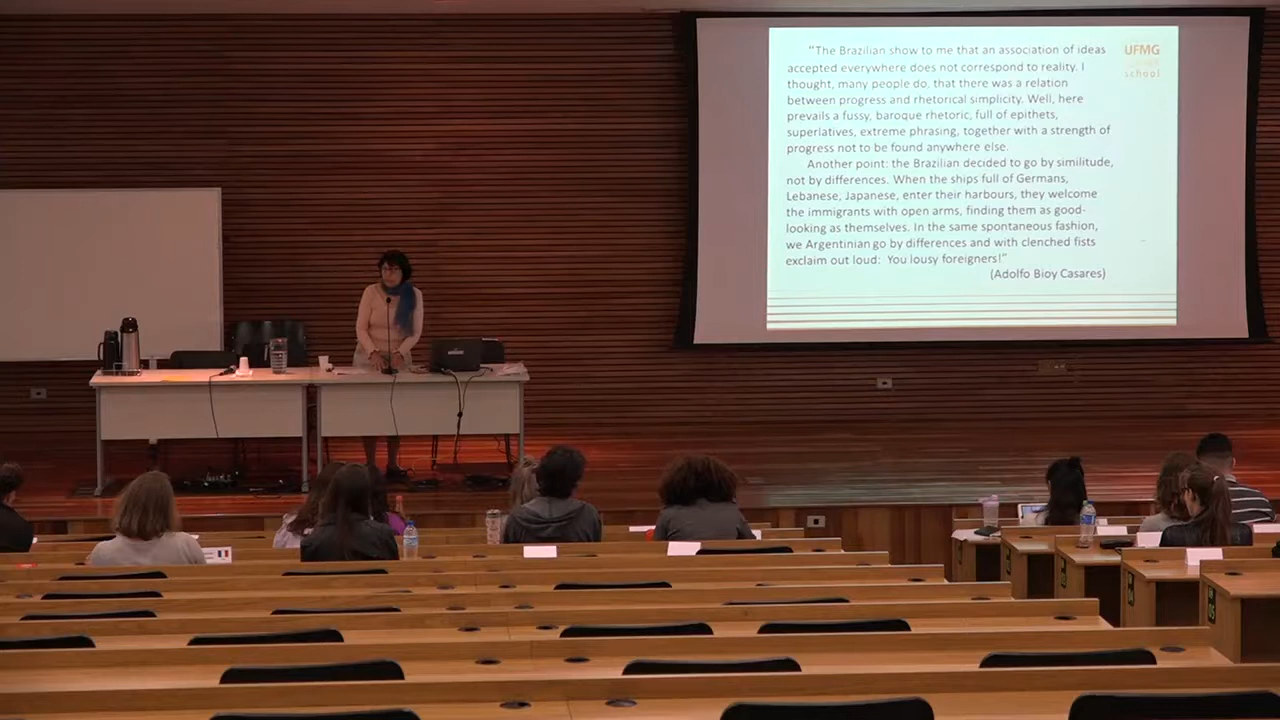 "The Brazilian show to me that an association of ideas
accepted everywhere does not correspond to reality. I
thought, many people do, that there was a relation
between progress and rhetorical simplicity. Well, here
prevails a fussy, baroque rhetoric, full of epithets,
superlatives, extreme phrasing, together with a strength of
progress not to be found anywhere else.
Another point: the Brazilian decided to go by similitude,
not by differences. When the ships full of Germans,
Lebanese, Japanese, enter their harbours, they welcome
the immigrants with open arms, finding them as good-
looking as themselves. In the same spontaneous fashion,
we Argentinian go by differences and with clenched fists
exclaim out loud: You lousy foreigners!"
(Adolfo Bioy Casares)
UFMG
school